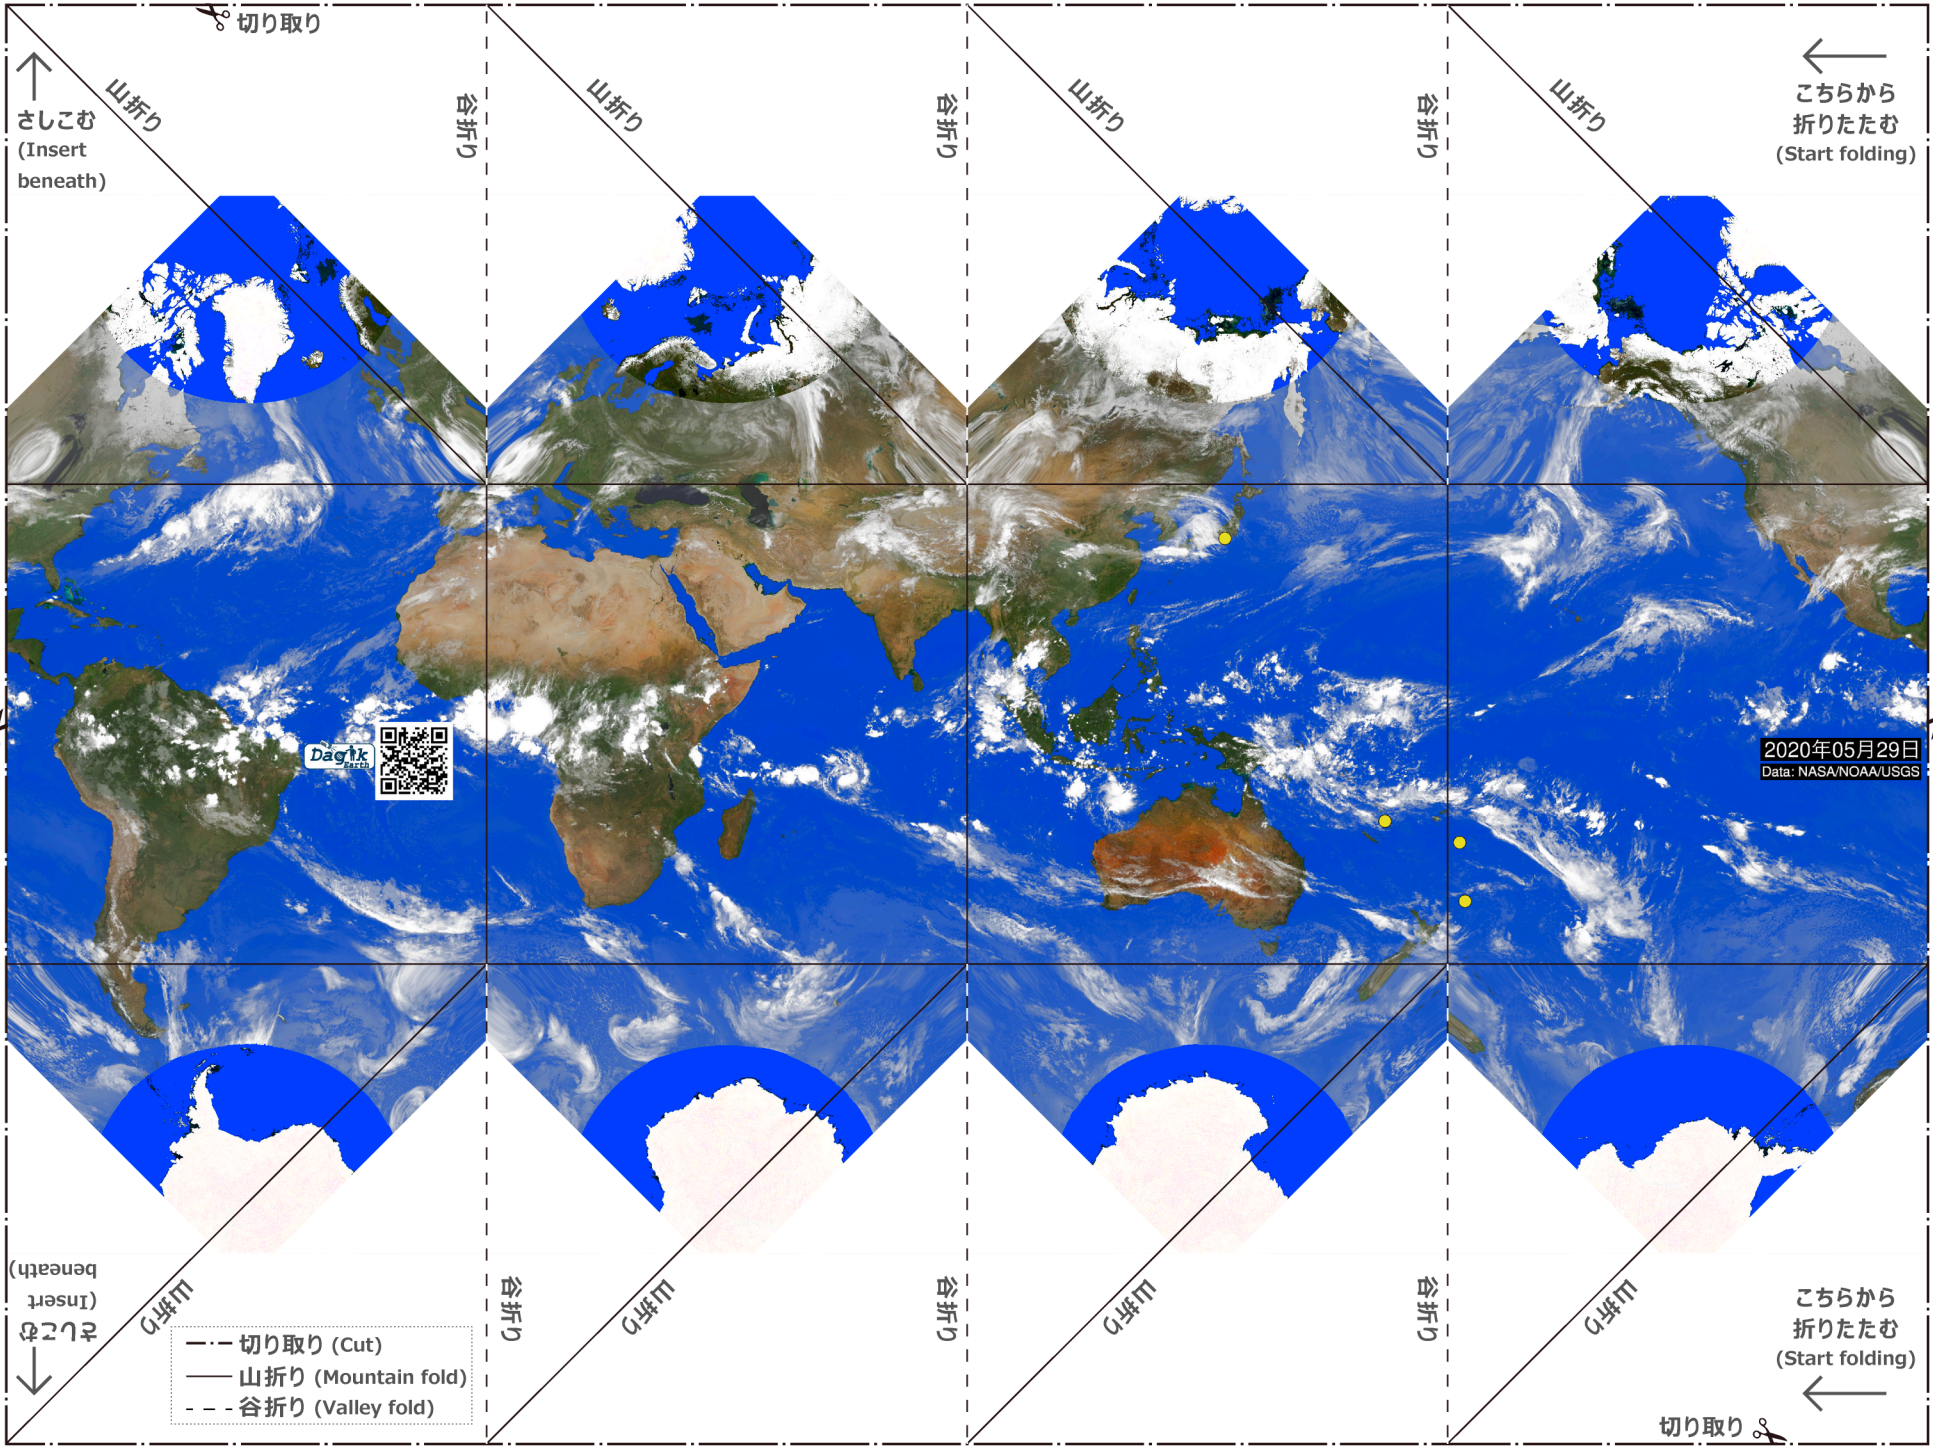 切り取り
さしこむ
(Insert
beneath)
山折り
谷折り
山折り
谷折り
山折り
谷折り
山折り
こちらから
折りたたむ
(Start folding)
Dagik
Earth
2020年05月29日
Data: NASA/NOAA/USGS
さしこむ
(Insert
beneath)
山折り
谷折り
山折り
谷折り
山折り
谷折り
山折り
こちらから
折りたたむ
(Start folding)
切り取り (Cut)
山折り (Mountain fold)
谷折り (Valley fold)
切り取り